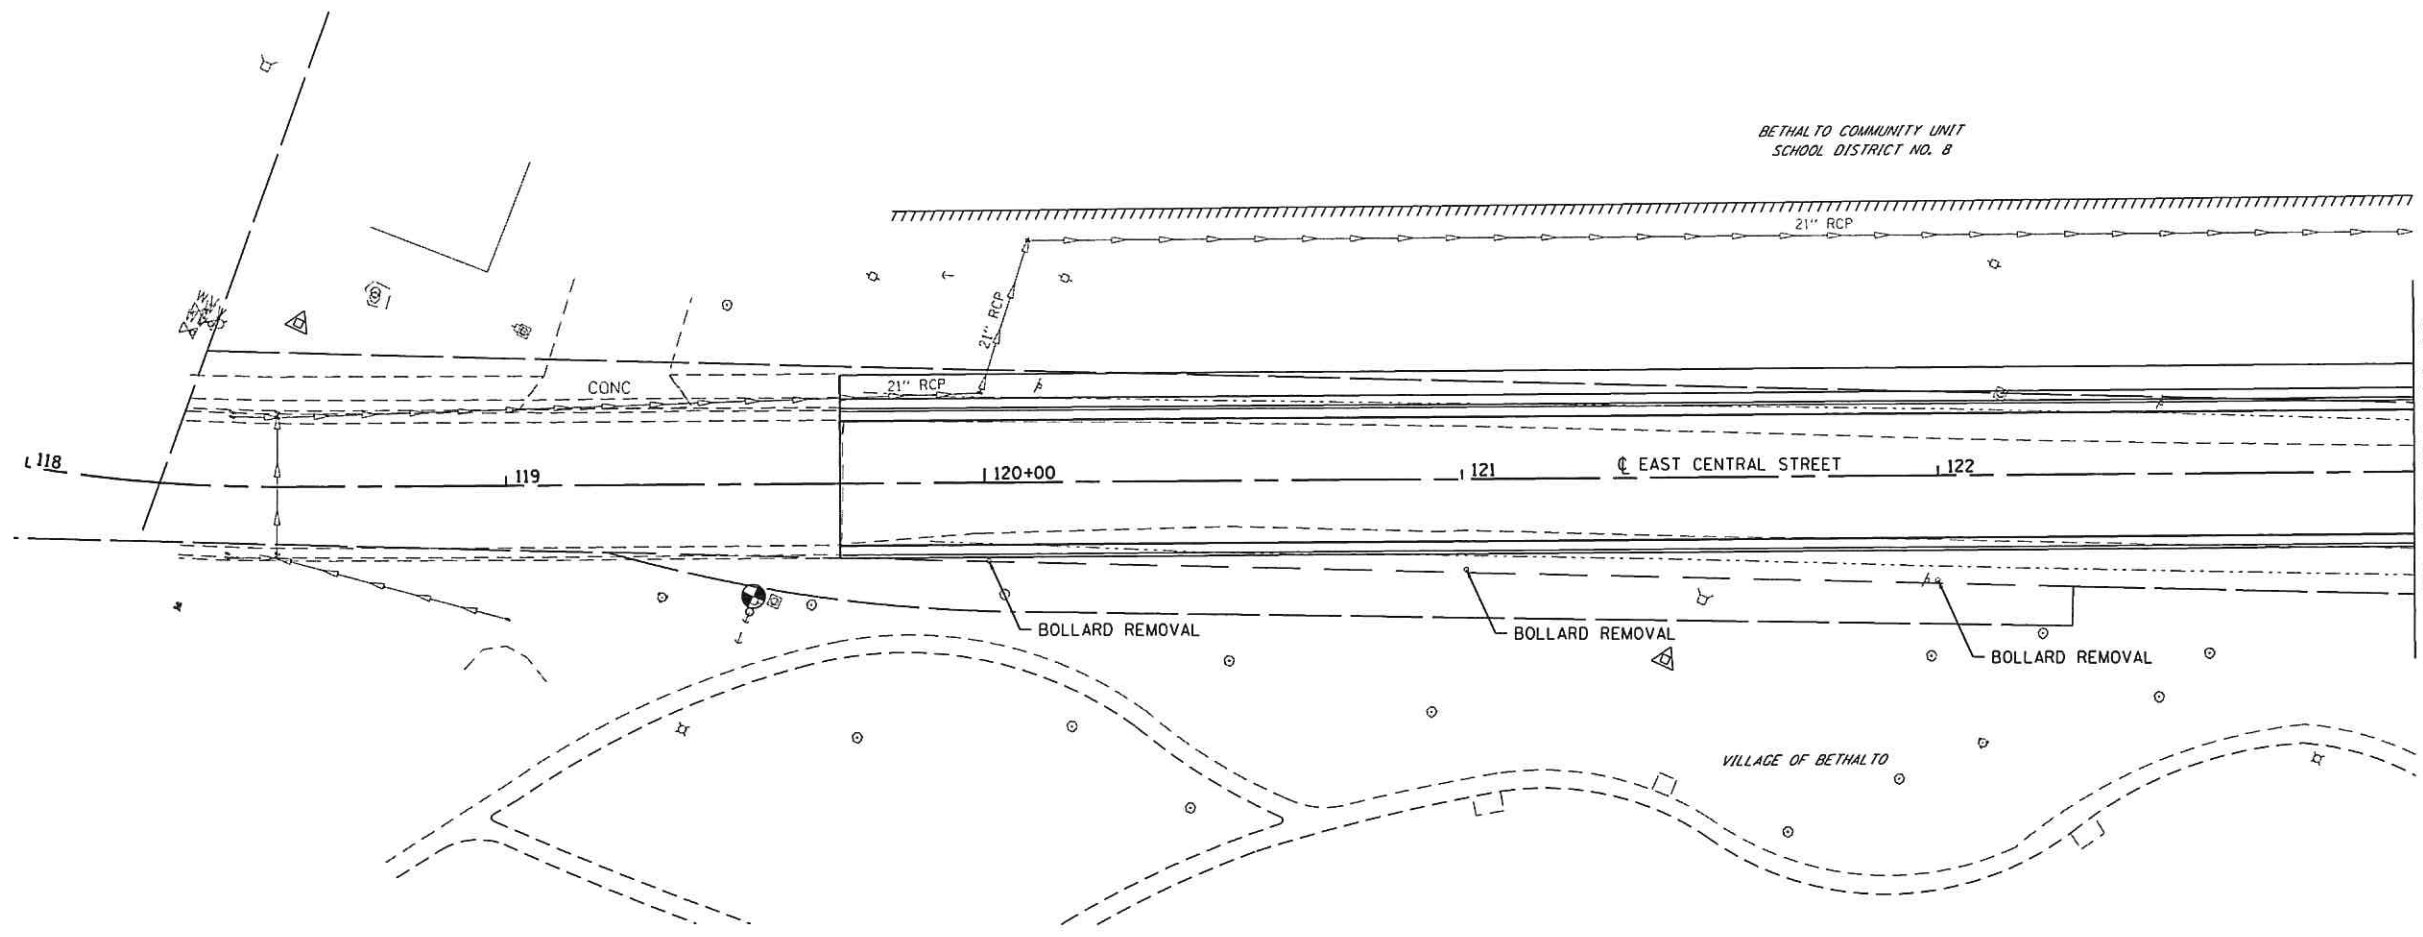 BETHALTO COMMUNITY UNIT
SCHOOL DISTRICT NO. 8
21" RCP
21" RCP
21" RCP
CONC
118
119
120+00
121
℄ EAST CENTRAL STREET
122
BOLLARD REMOVAL
BOLLARD REMOVAL
BOLLARD REMOVAL
VILLAGE OF BETHALTO